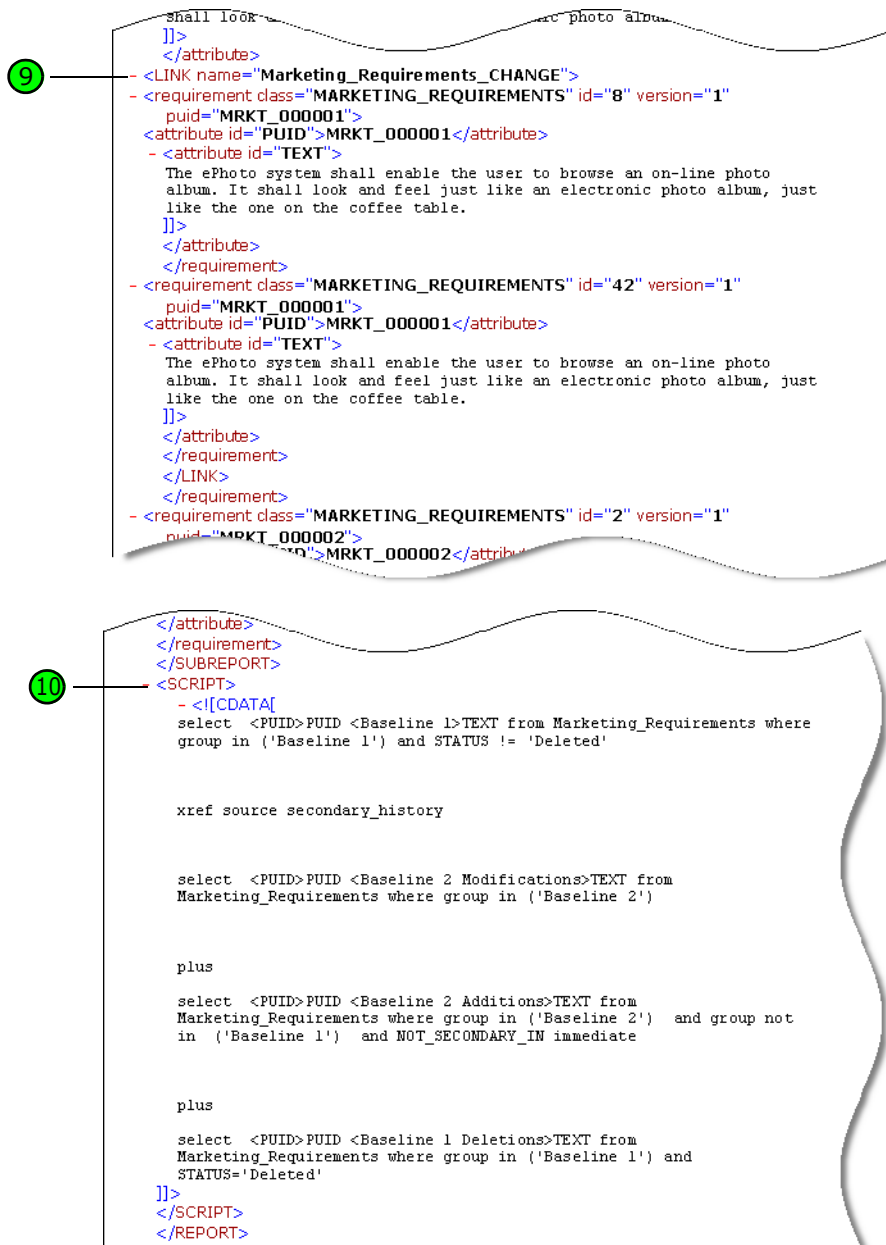 shall look photo album
]]>
</attribute>
9
- <LINK name="Marketing_Requirements_CHANGE">
- <requirement class="MARKETING_REQUIREMENTS" id="8" version="1"
puid="MRKT_000001">
<attribute id="PUID">MRKT_000001</attribute>
- <attribute id="TEXT">
The ePhoto system shall enable the user to browse an on-line photo
album. It shall look and feel just like an electronic photo album, just
like the one on the coffee table.
]]>
</attribute>
</requirement>
- <requirement class="MARKETING_REQUIREMENTS" id="42" version="1"
puid="MRKT_000001">
<attribute id="PUID">MRKT_000001</attribute>
- <attribute id="TEXT">
The ePhoto system shall enable the user to browse an on-line photo
album. It shall look and feel just like an electronic photo album, just
like the one on the coffee table.
]]>
</attribute>
</requirement>
</LINK>
</requirement>
- <requirement class="MARKETING_REQUIREMENTS" id="2" version="1"
puid="MRKT_000002">
">MRKT_000002</attribu
</attribute>
</requirement>
</SUBREPORT>
10
- <SCRIPT>
- <![CDATA[
select <PUID>PUID <Baseline 1>TEXT from Marketing_Requirements where
group in ('Baseline 1') and STATUS != 'Deleted'
xref source secondary_history
select <PUID>PUID <Baseline 2 Modifications>TEXT from
Marketing_Requirements where group in ('Baseline 2')
plus
select <PUID>PUID <Baseline 2 Additions>TEXT from
Marketing_Requirements where group in ('Baseline 2') and group not
in ('Baseline 1') and NOT_SECONDARY_IN immediate
plus
select <PUID>PUID <Baseline 1 Deletions>TEXT from
Marketing_Requirements where group in ('Baseline 1') and
STATUS='Deleted'
]]>
</SCRIPT>
</REPORT>